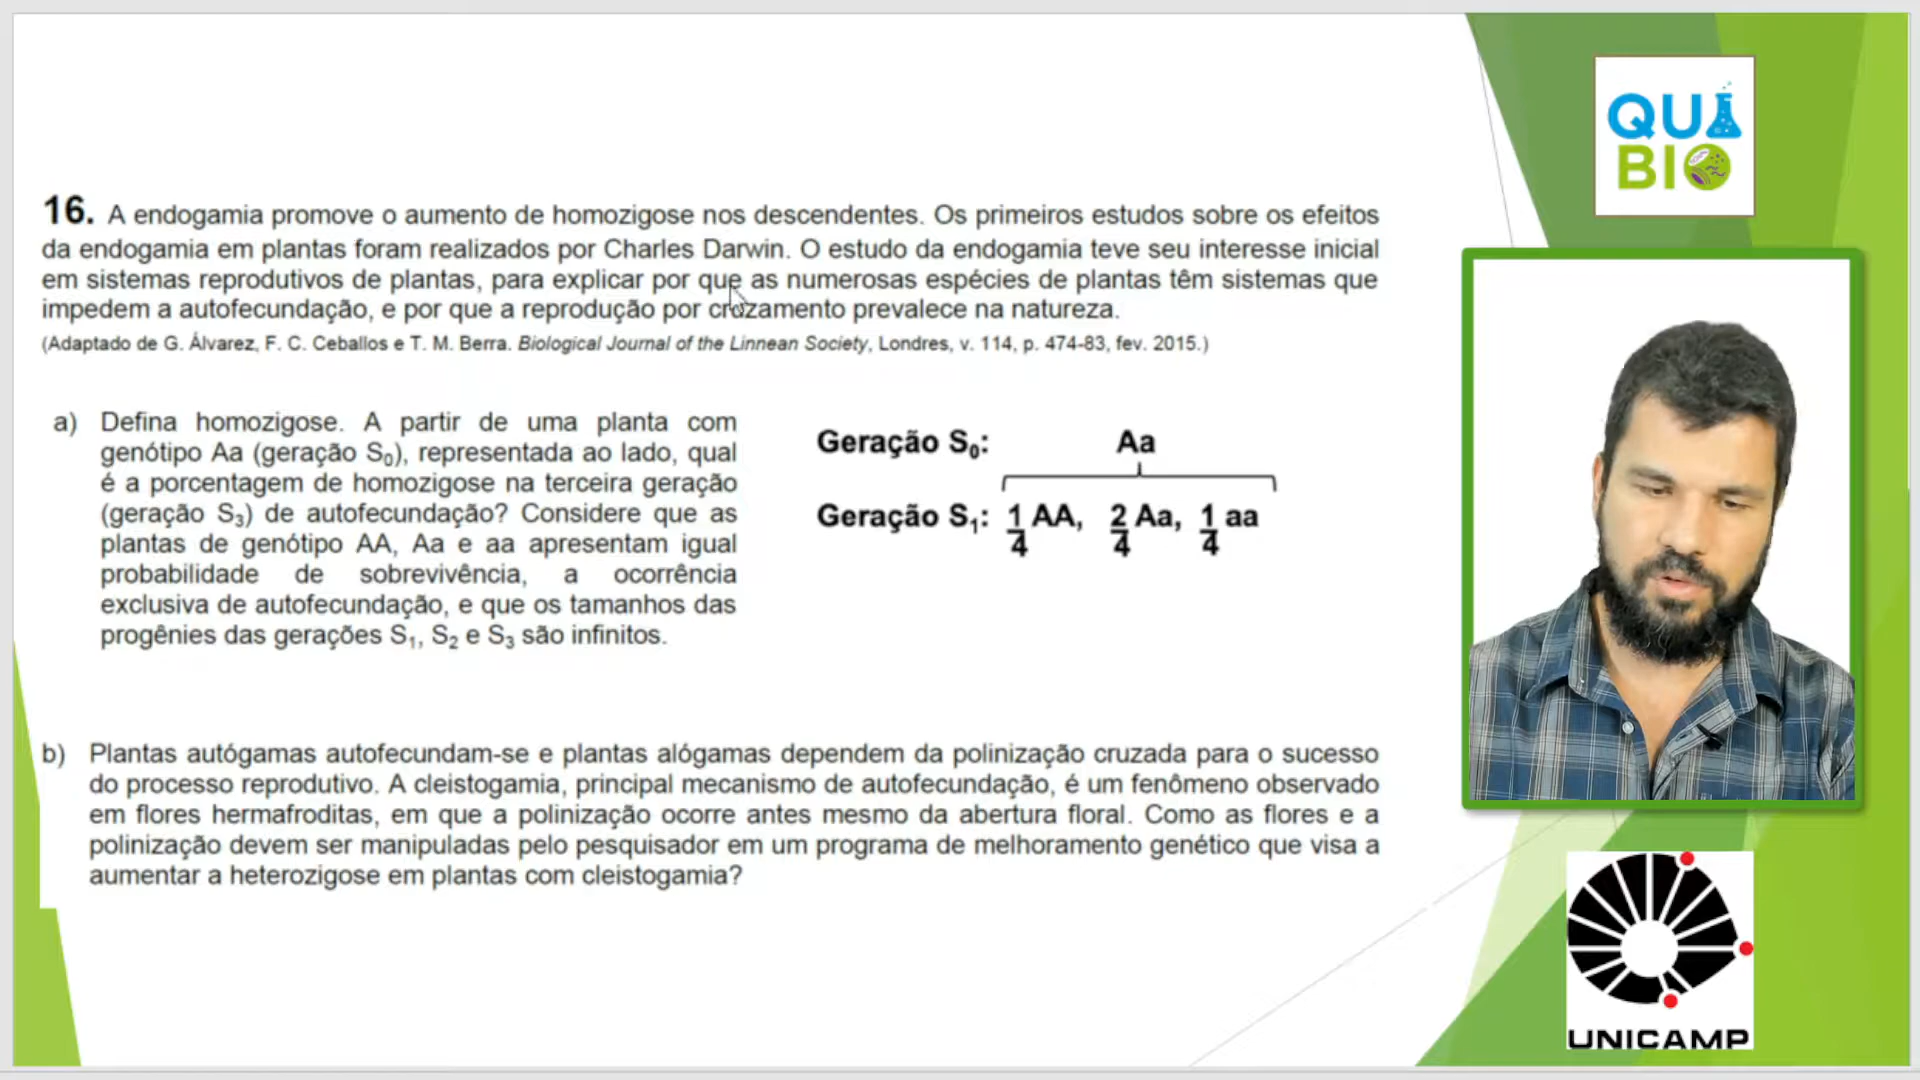 QUI
BIO
16. A endogamia promove o aumento de homozigose nos descendentes. Os primeiros estudos sobre os efeitos
da endogamia em plantas foram realizados por Charles Darwin. O estudo da endogamia teve seu interesse inicial
em sistemas reprodutivos de plantas, para explicar por que as numerosas espécies de plantas têm sistemas que
impedem a autofecundação, e por que a reprodução por cruzamento prevalece na natureza.
(Adaptado de G. Álvarez, F. C. Ceballos e T. M. Berra. Biological Journal of the Linnean Society, Londres, v. 114, p. 474-83, fev. 2015.)
a) Defina homozigose. A partir de uma planta com
genótipo Aa (geração S₀), representada ao lado, qual
é a porcentagem de homozigose na terceira geração
(geração S₃) de autofecundação? Considere que as
plantas de genótipo AA, Aa e aa apresentam igual
probabilidade de sobrevivência, a ocorrência
exclusiva de autofecundação, e que os tamanhos das
progênies das gerações S₁, S₂ e S₃ são infinitos.
Geração S₀: Aa
Geração S₁: 1/4 AA, 2/4 Aa, 1/4 aa
b) Plantas autógamas autofecundam-se e plantas alógamas dependem da polinização cruzada para o sucesso
do processo reprodutivo. A cleistogamia, principal mecanismo de autofecundação, é um fenômeno observado
em flores hermafroditas, em que a polinização ocorre antes mesmo da abertura floral. Como as flores e a
polinização devem ser manipuladas pelo pesquisador em um programa de melhoramento genético que visa a
aumentar a heterozigose em plantas com cleistogamia?
UNICAMP